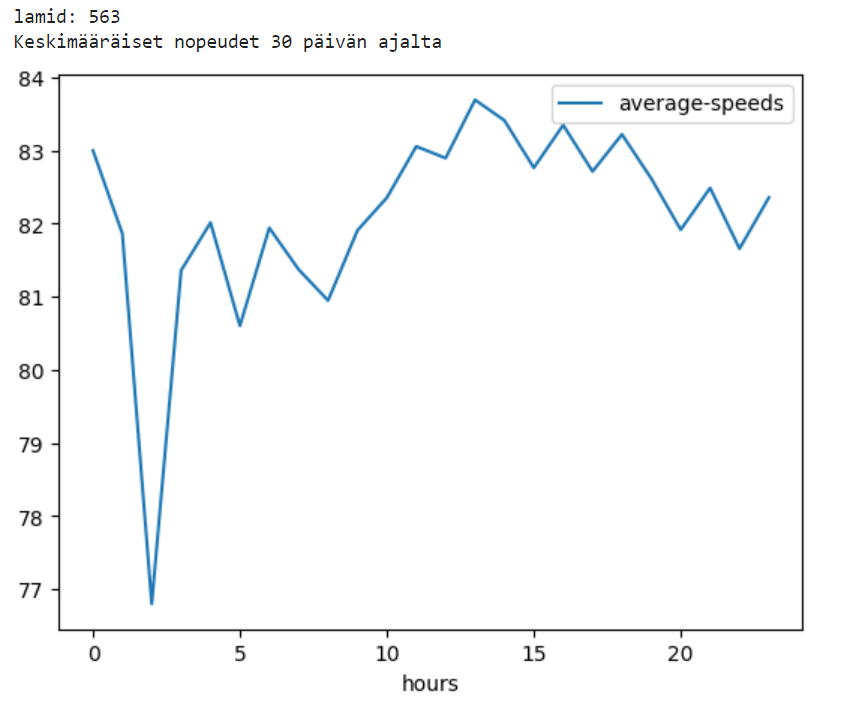 lamid: 563
Keskimääräiset nopeudet 30 päivän ajalta
average-speeds
84
83
82
81
80
79
78
77
0 5 10 15 20
hours